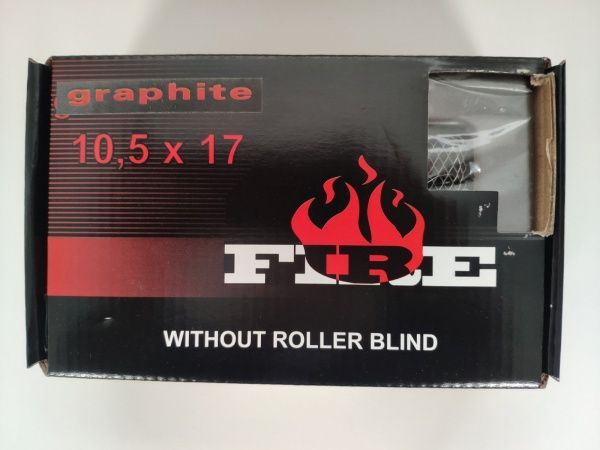 graphite
10,5 x 17
FIRE
WITHOUT ROLLER BLIND